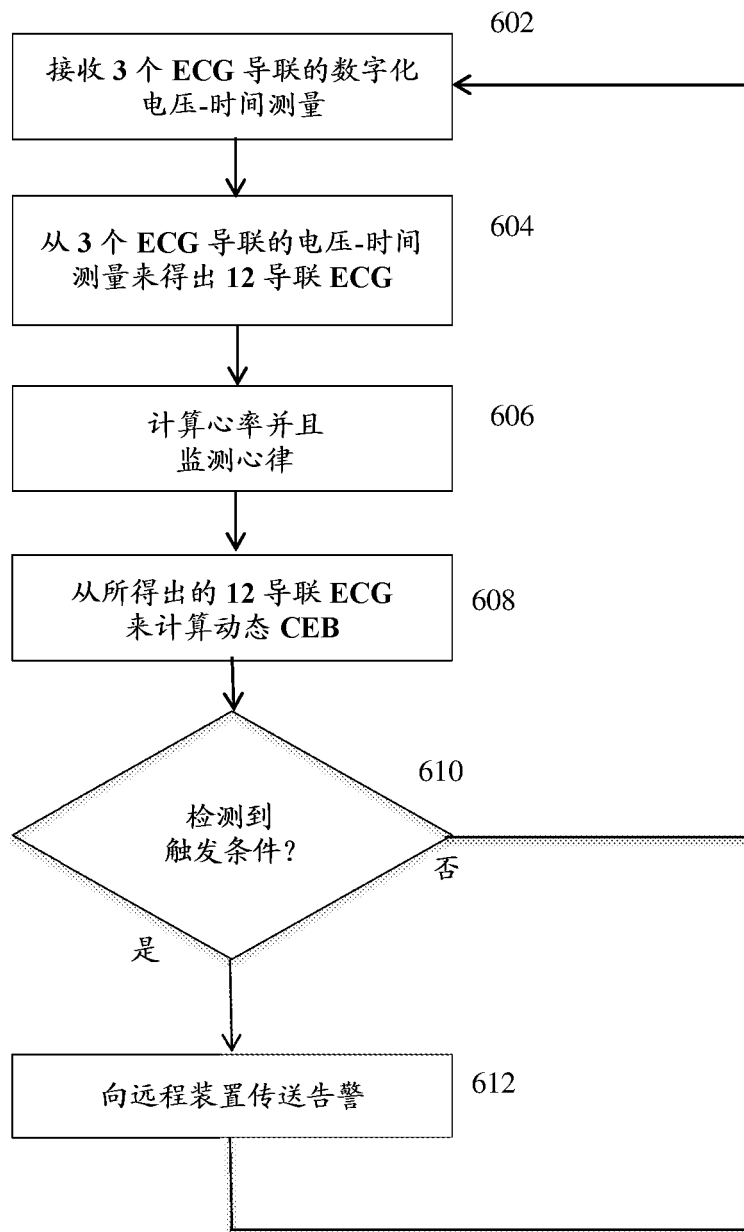 602
接收 3 个 ECG 导联的数字化
电压-时间测量
604
从 3 个 ECG 导联的电压-时间
测量来得出 12 导联 ECG
606
计算心率并且
监测心律
从所得出的 12 导联 ECG
来计算动态 CEB
608
610
检测到
触发条件?
否
是
向远程装置传送告警
612